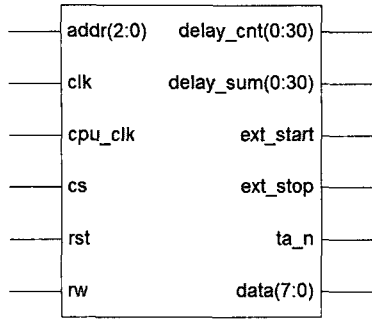 addr(2:0) delay_cnt(0:30)
clk delay_sum(0:30)
cpu_clk ext_start
cs ext_stop
rst ta_n
rw data(7:0)